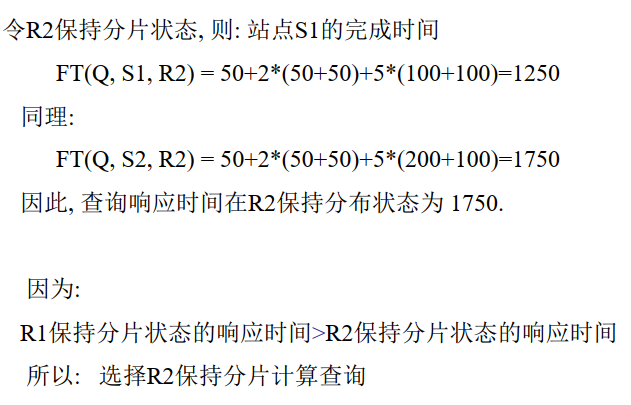 令R2保持分片状态, 则: 站点S1的完成时间
FT(Q, S1, R2) = 50+2*(50+50)+5*(100+100)=1250
同理:
FT(Q, S2, R2) = 50+2*(50+50)+5*(200+100)=1750
因此, 查询响应时间在R2保持分布状态为 1750.
因为:
R1保持分片状态的响应时间>R2保持分片状态的响应时间
所以: 选择R2保持分片计算查询